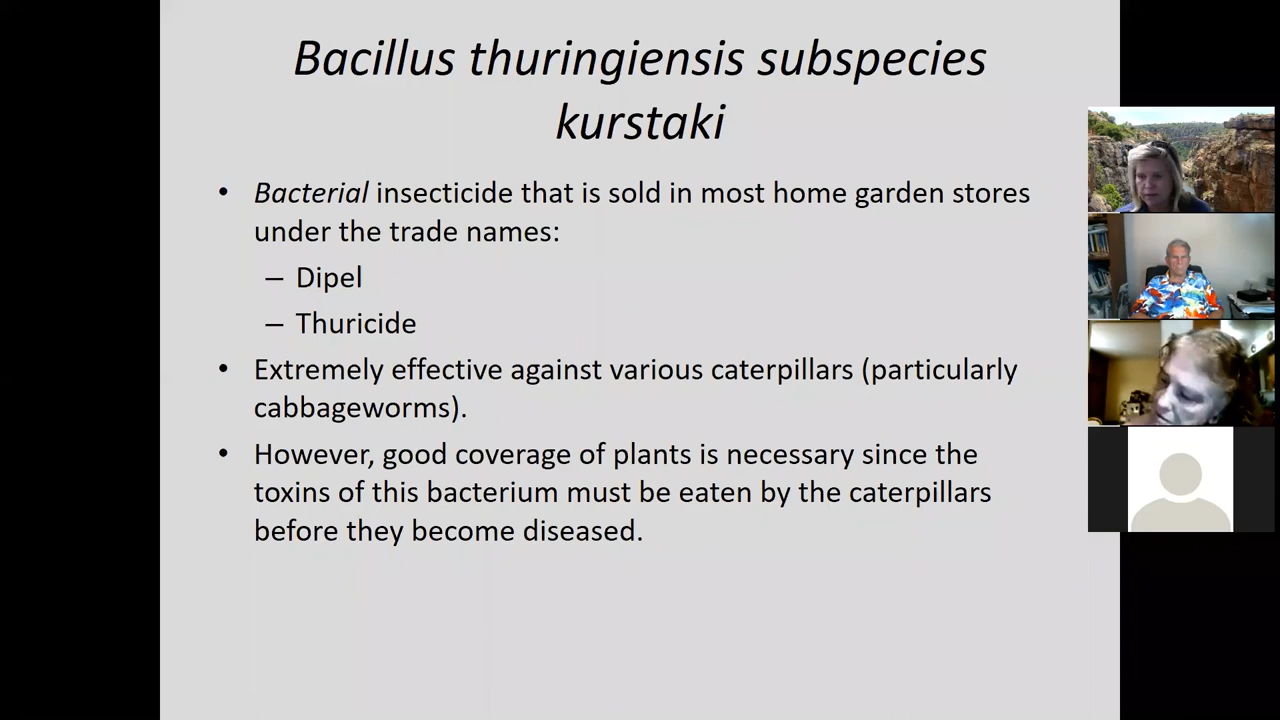 Bacillus thuringiensis subspecies
kurstaki
• Bacterial insecticide that is sold in most home garden stores
under the trade names:
– Dipel
– Thuricide
• Extremely effective against various caterpillars (particularly
cabbageworms).
• However, good coverage of plants is necessary since the
toxins of this bacterium must be eaten by the caterpillars
before they become diseased.